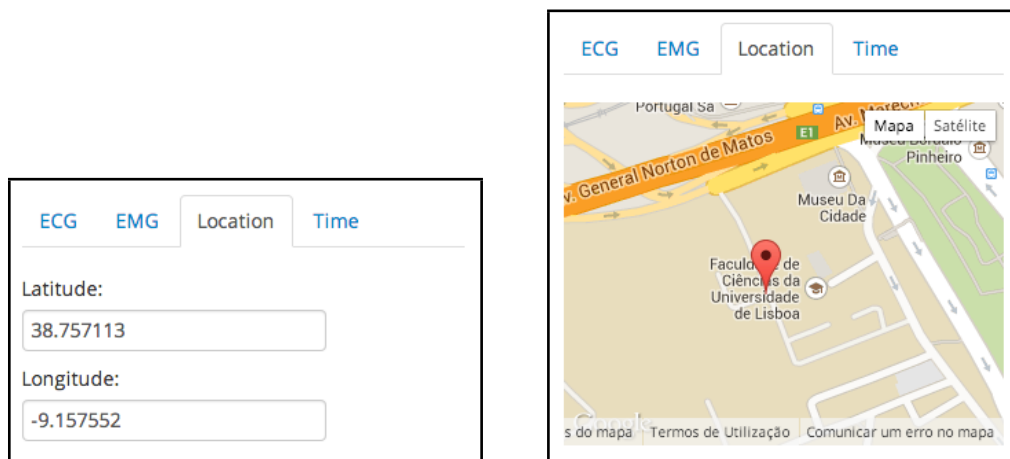 ECG EMG Location Time
Latitude:
38.757113
Longitude:
-9.157552
ECG EMG Location Time
Portugal Sa
E1
Av. Marech
Mapa Satélite
v. General Norton de Matos
Museu Bordalo
Pinheiro
Museu Da
Cidade
Faculdade de
Ciências da
Universidade
de Lisboa
Google
s do mapa Termos de Utilização Comunicar um erro no mapa